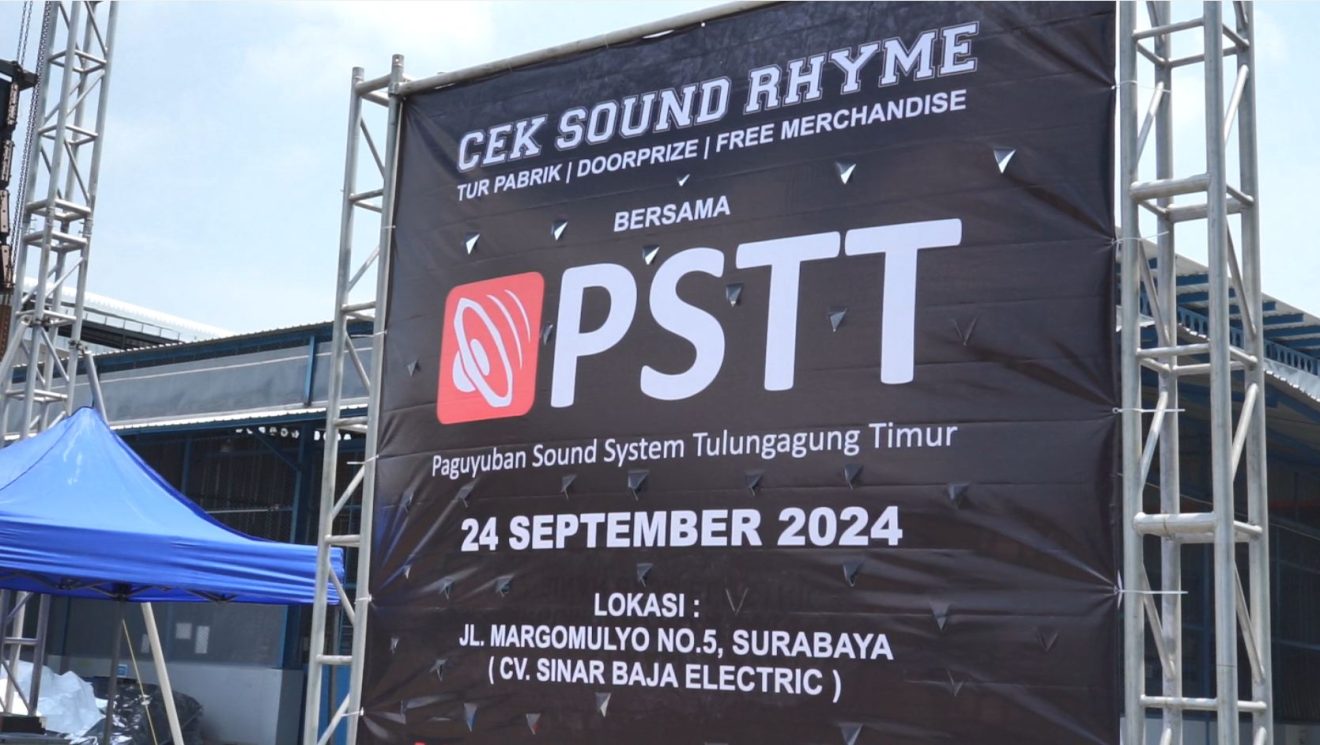 CEK SOUND RHYME
TUR PABRIK | DOORPRIZE | FREE MERCHANDISE
BERSAMA
PSTT
Paguyuban Sound System Tulungagung Timur
24 SEPTEMBER 2024
LOKASI :
JL. MARGOMULYO NO.5, SURABAYA
( CV. SINAR BAJA ELECTRIC )